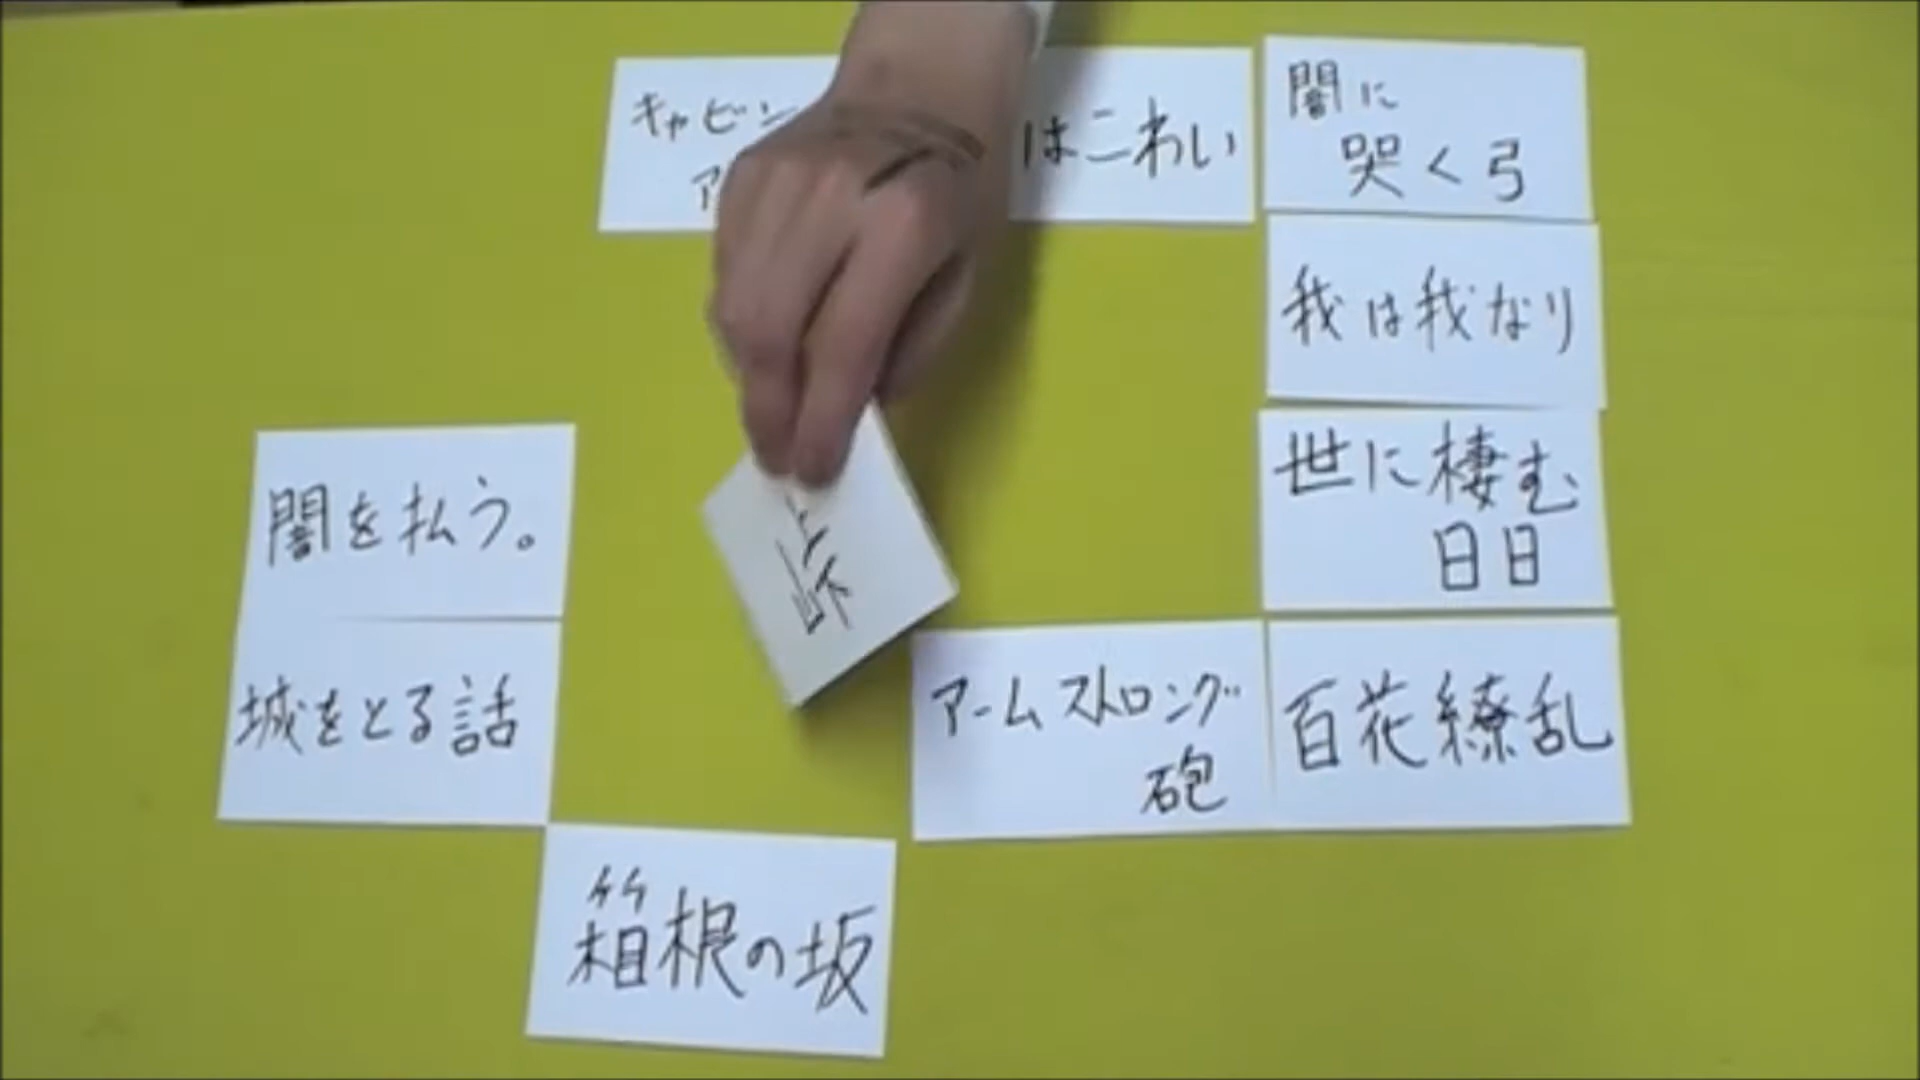 キャビン
ア
はこわい
闇に
哭く弓
我は我なり
世に棲む
日日
闇を払う。
峠
城をとる話
アームストロング
砲
百花繚乱
箱根の坂